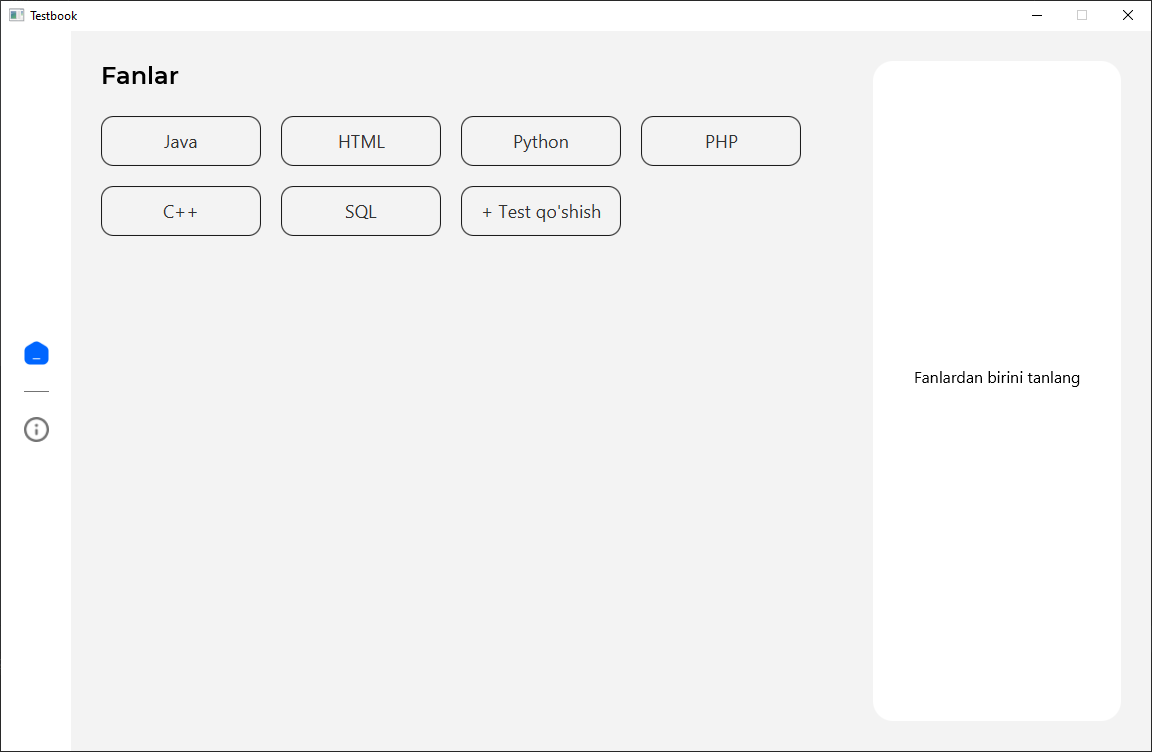 Testbook
Fanlar
Java
HTML
Python
PHP
C++
SQL
+ Test qo'shish
Fanlardan birini tanlang